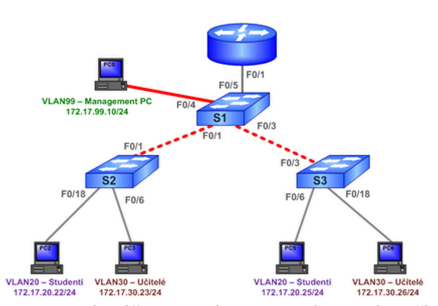 F0/1
PC0
F0/5
VLAN99 – Management PC
172.17.99.10/24
F0/4
S1
F0/1
F0/3
F0/1
F0/3
S2
S3
F0/18
F0/6
F0/6
F0/18
VLAN20 – Studenti
172.17.20.22/24
VLAN30 – Učitelé
172.17.30.23/24
VLAN20 – Studenti
172.17.20.25/24
VLAN30 – Učitelé
172.17.30.26/24